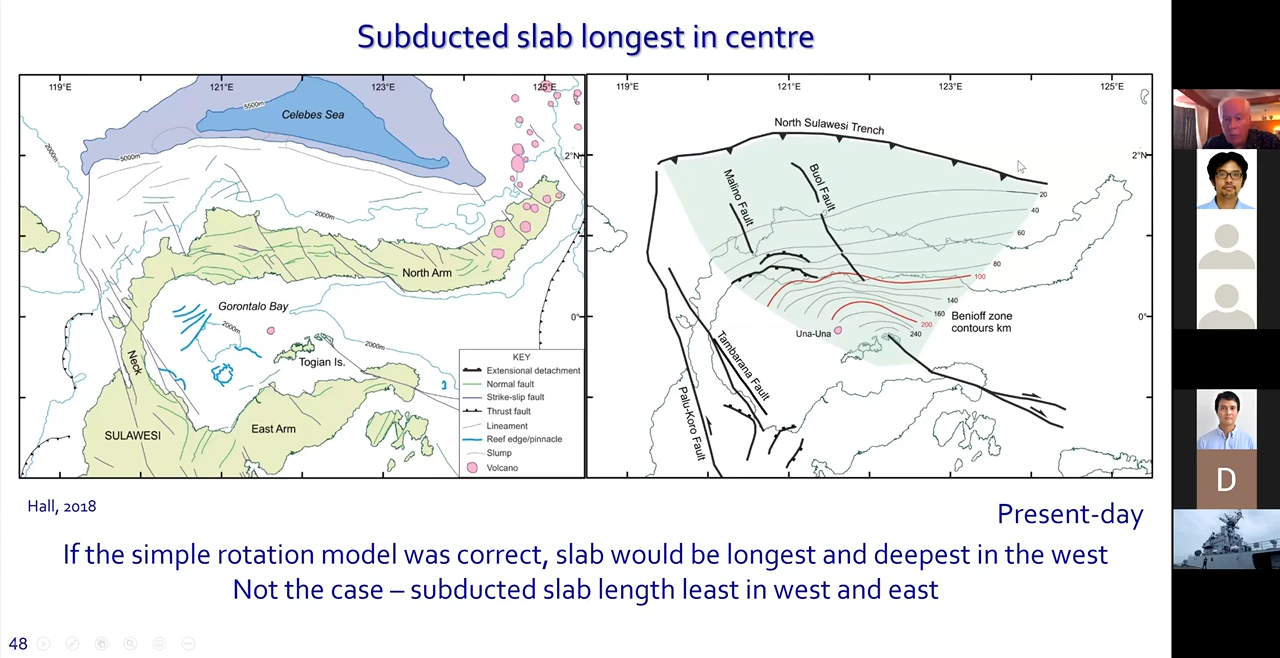 Subducted slab longest in centre
119°E
121°E
123°E
125°E
5500m
Celebes Sea
2000m
5000m
2°N
2000m
North Arm
Gorontalo Bay
2000m
0°
2000m
Neck
Togian Is.
SULAWESI
East Arm
KEY
Extensional detachment
Normal fault
Strike-slip fault
Thrust fault
Lineament
Reef edge/pinnacle
Slump
Volcano
119°E
121°E
123°E
125°E
North Sulawesi Trench
2°N
Malino Fault
Buol Fault
20
40
60
80
100
140
160
200
240
Benioff zone
contours km
0°
Una-Una
Tambarana Fault
Palu-Koro Fault
Hall, 2018
Present-day
If the simple rotation model was correct, slab would be longest and deepest in the west
Not the case – subducted slab length least in west and east
48
D